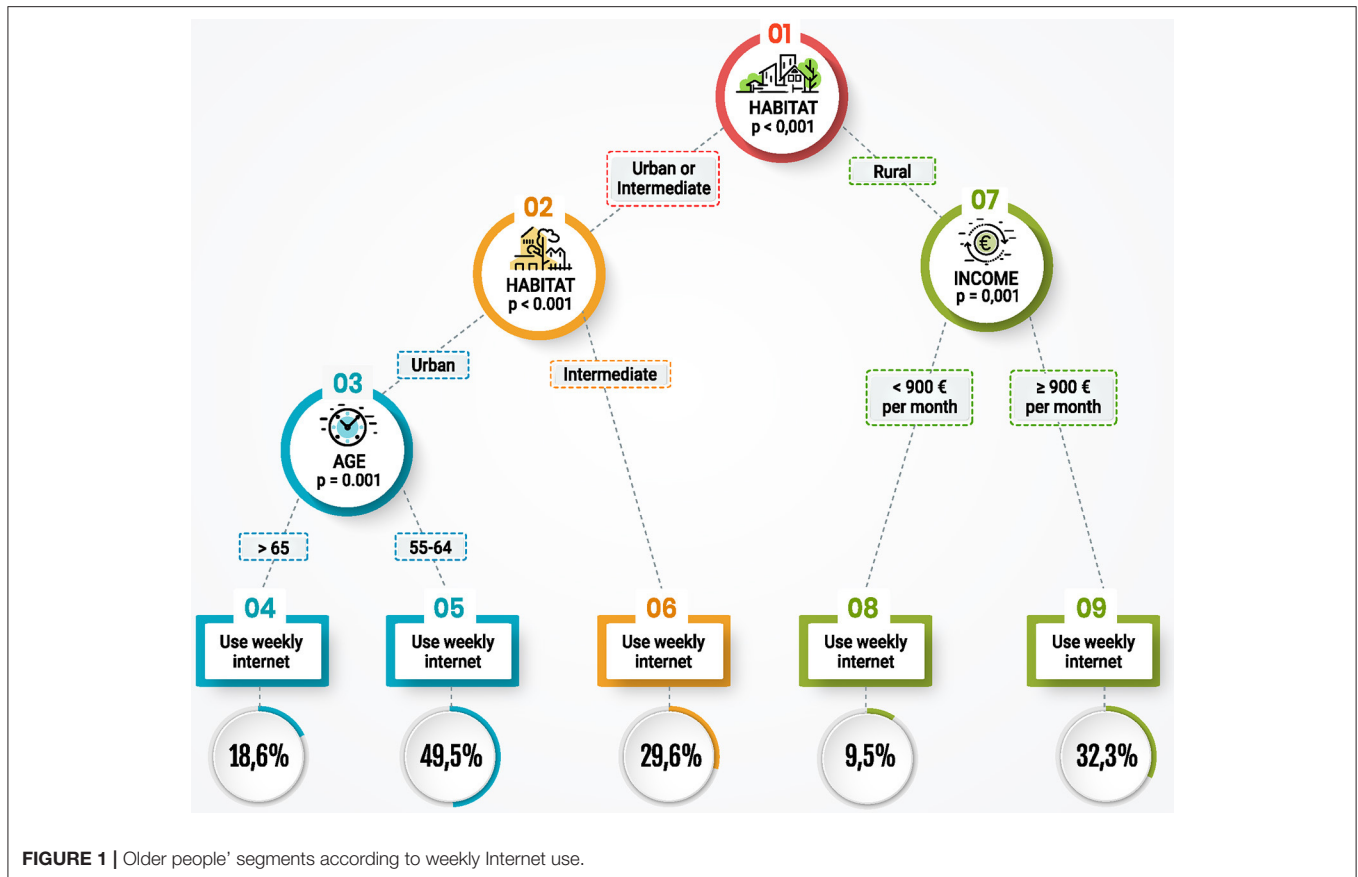 01
HABITAT
p < 0,001
Urban or
Intermediate
Rural
02
HABITAT
p < 0.001
07
€
INCOME
p = 0,001
Urban
Intermediate
< 900 €
per month
≥ 900 €
per month
03
AGE
p = 0.001
> 65
55-64
04
Use weekly
internet
05
Use weekly
internet
06
Use weekly
internet
08
Use weekly
internet
09
Use weekly
internet
18,6%
49,5%
29,6%
9,5%
32,3%
FIGURE 1 | Older people' segments according to weekly Internet use.